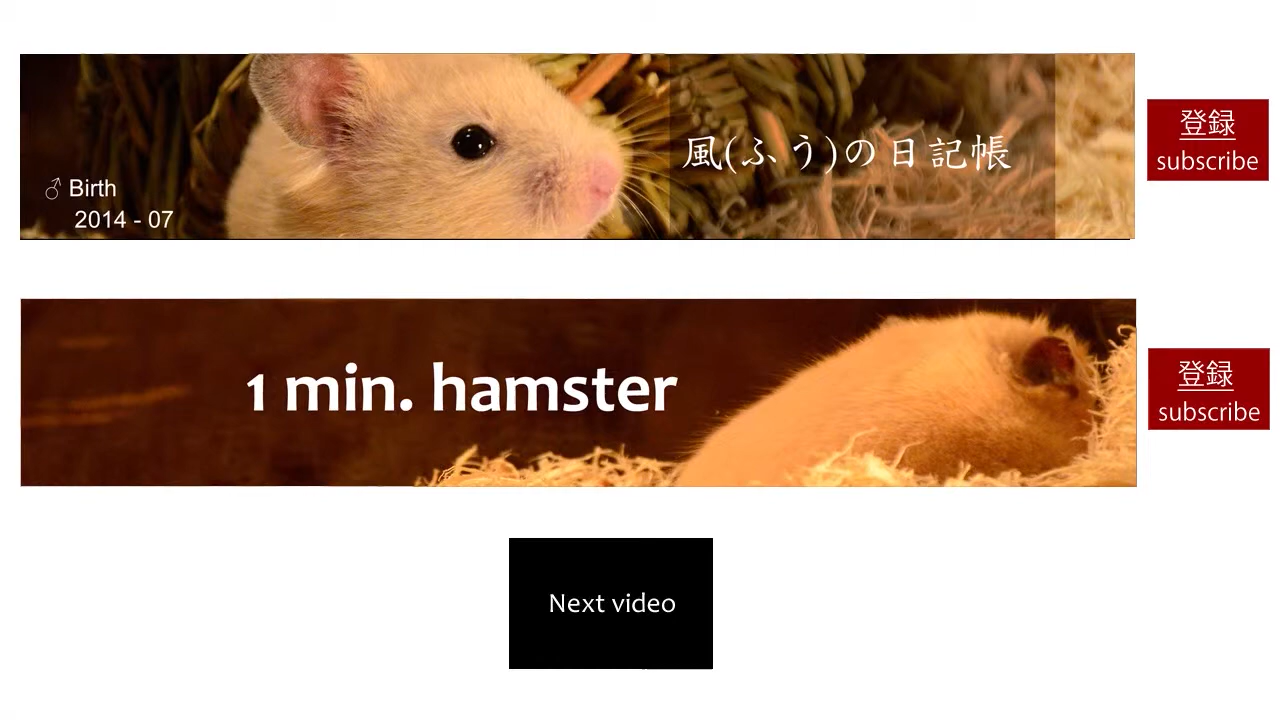 風(ふう)の日記帳
♂ Birth
2014 - 07
登録
subscribe
1 min. hamster
登録
subscribe
Next video